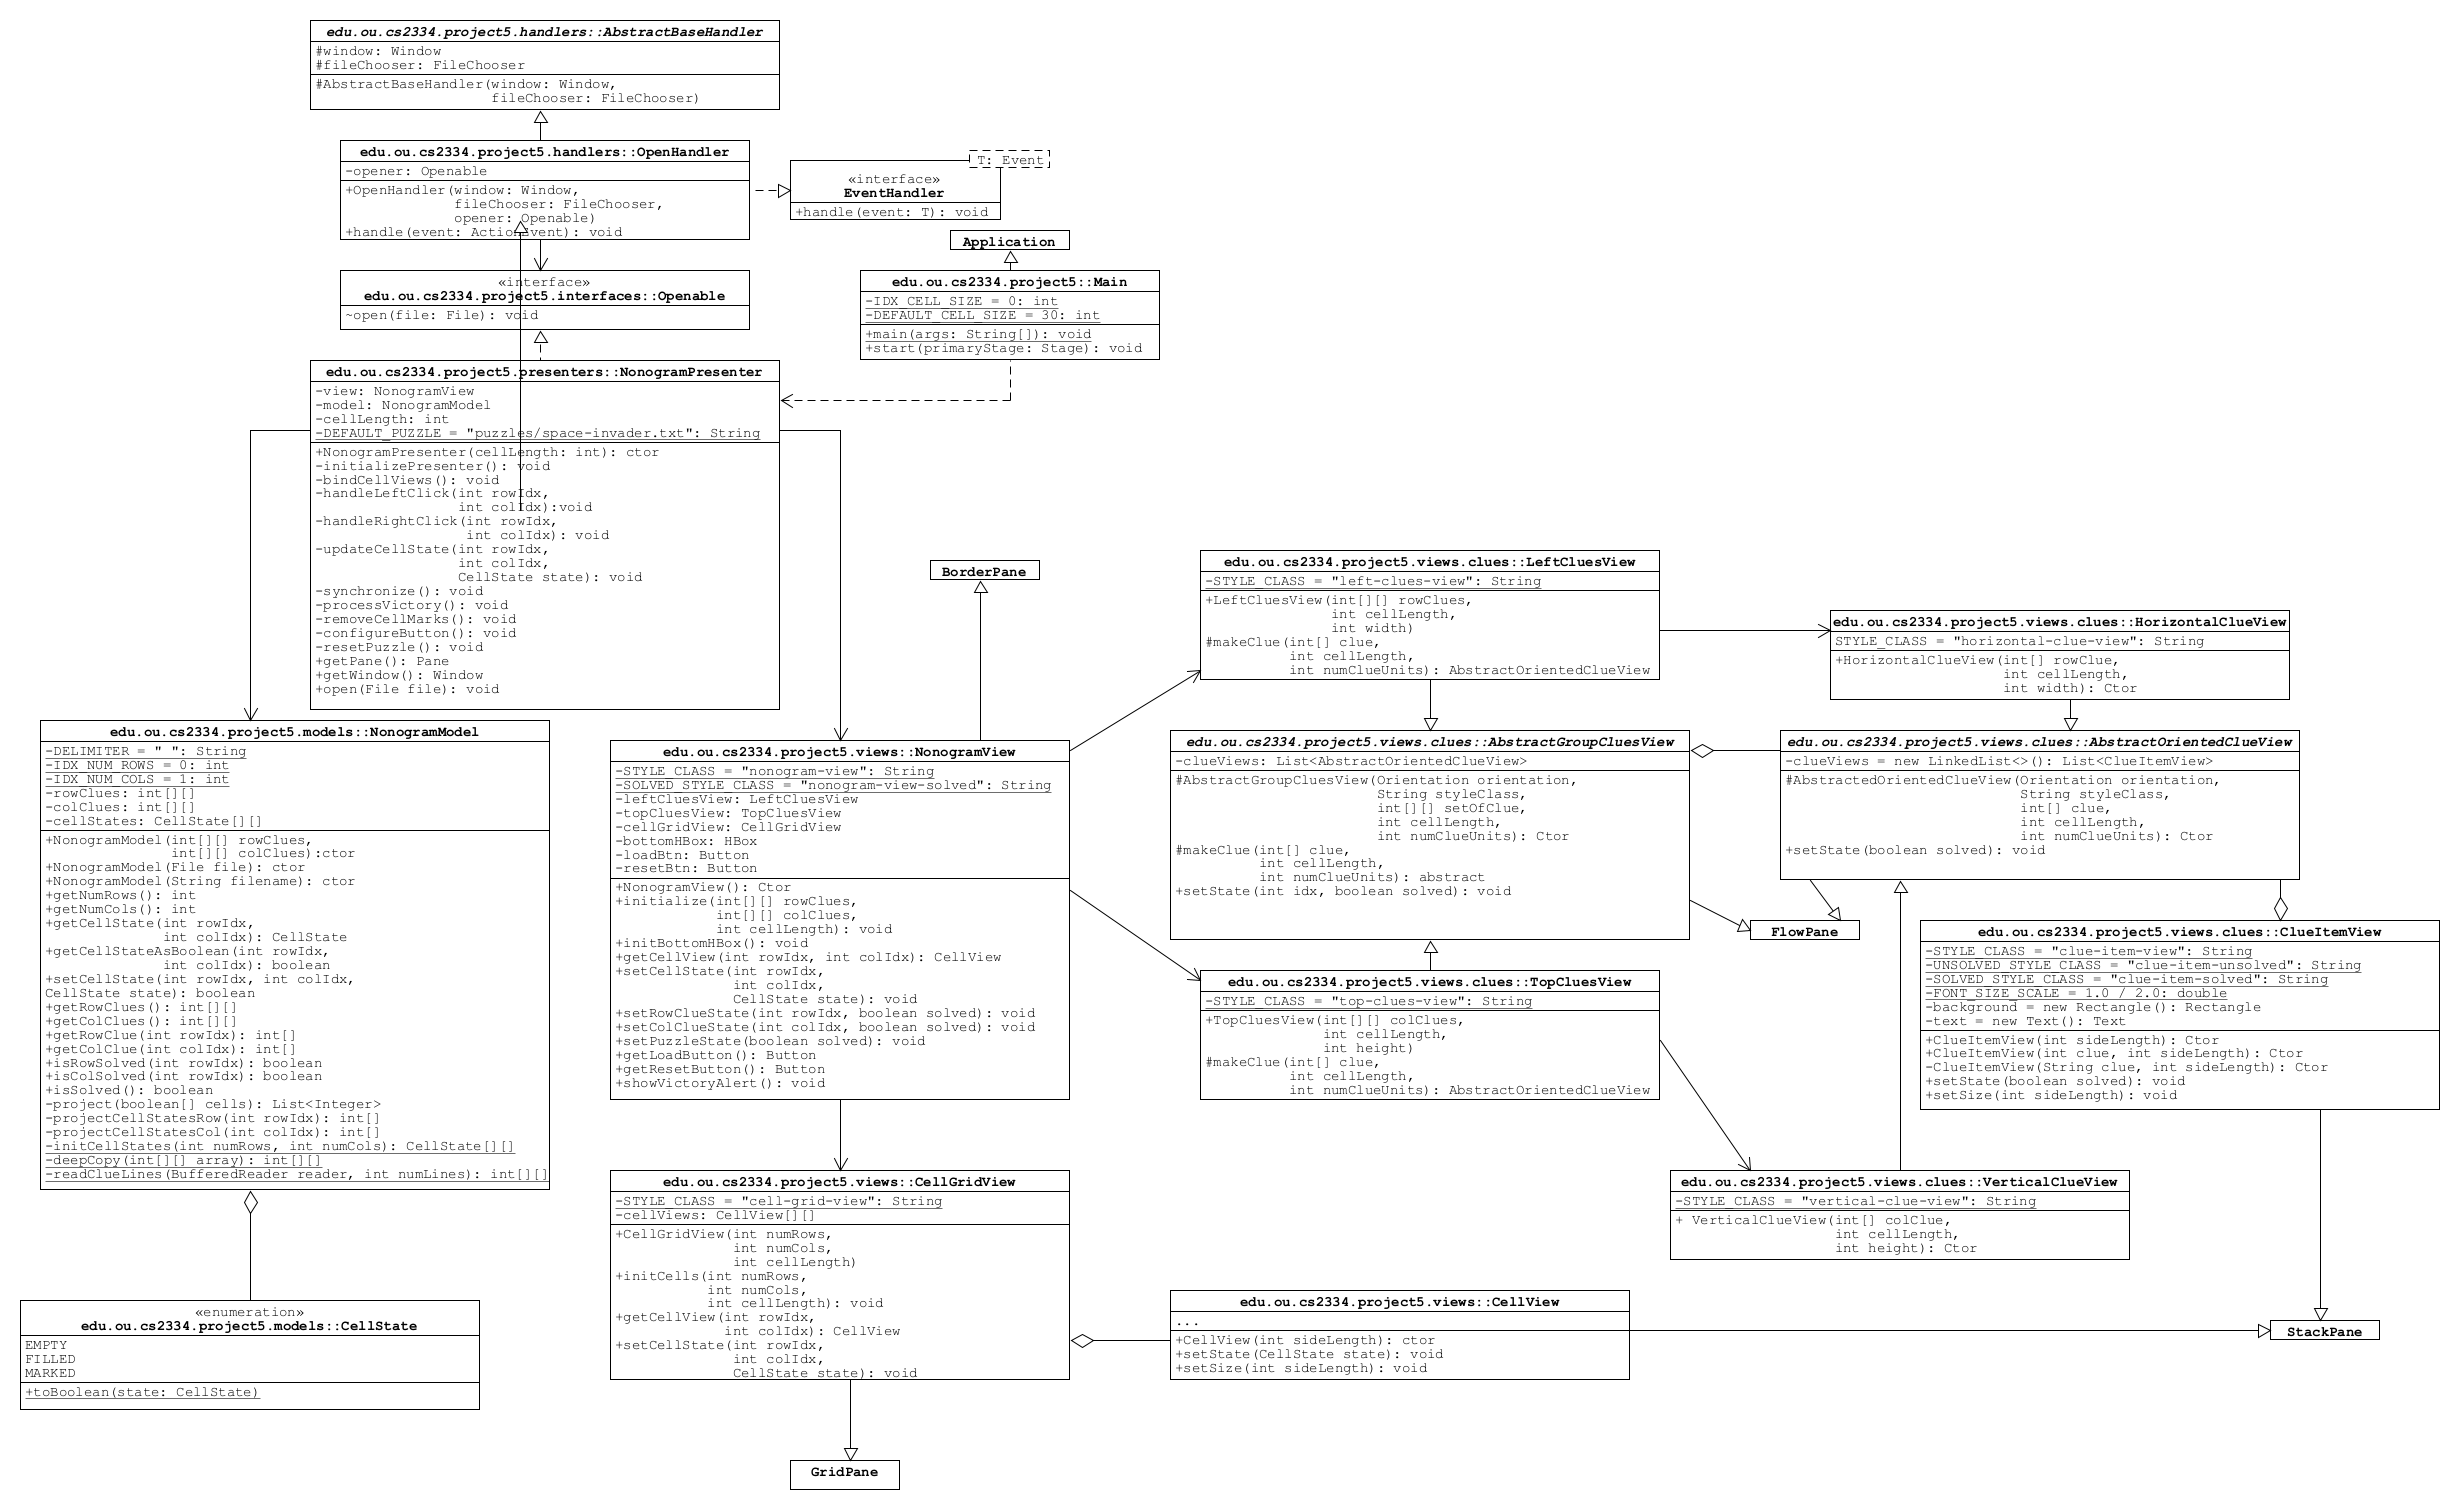 edu.ou.cs2334.project5.handlers::AbstractBaseHandler
#window: Window
#fileChooser: FileChooser
#AbstractBaseHandler(window: Window,
fileChooser: FileChooser)
edu.ou.cs2334.project5.handlers::OpenHandler
-opener: Openable
+OpenHandler(window: Window,
fileChooser: FileChooser,
opener: Openable)
+handle(event: ActionEvent): void
T: Event
«interface»
EventHandler
+handle(event: T): void
«interface»
edu.ou.cs2334.project5.interfaces::Openable
~open(file: File): void
Application
edu.ou.cs2334.project5::Main
-IDX_CELL_SIZE = 0: int
-DEFAULT_CELL_SIZE = 30: int
+main(args: String[]): void
+start(primaryStage: Stage): void
edu.ou.cs2334.project5.presenters::NonogramPresenter
-view: NonogramView
-model: NonogramModel
-cellLength: int
-DEFAULT_PUZZLE = "puzzles/space-invader.txt": String
+NonogramPresenter(cellLength: int): ctor
-initializePresenter(): void
-bindCellViews(): void
-handleLeftClick(int rowIdx,
int colIdx):void
-handleRightClick(int rowIdx,
int colIdx): void
-updateCellState(int rowIdx,
int colIdx,
CellState state): void
-synchronize(): void
-processVictory(): void
-removeCellMarks(): void
-configureButton(): void
-resetPuzzle(): void
+getPane(): Pane
+getWindow(): Window
+open(File file): void
BorderPane
edu.ou.cs2334.project5.views.clues::LeftCluesView
-STYLE_CLASS = "left-clues-view": String
+LeftCluesView(int[][] rowClues,
int cellLength,
int width)
#makeClue(int[] clue,
int cellLength,
int numClueUnits): AbstractOrientedClueView
edu.ou.cs2334.project5.views.clues::HorizontalClueView
STYLE_CLASS = "horizontal-clue-view": String
+HorizontalClueView(int[] rowClue,
int cellLength,
int width): Ctor
edu.ou.cs2334.project5.models::NonogramModel
-DELIMITER = " ": String
-IDX_NUM_ROWS = 0: int
-IDX_NUM_COLS = 1: int
-rowClues: int[][]
-colClues: int[][]
-cellStates: CellState[][]
+NonogramModel(int[][] rowClues,
int[][] colClues):ctor
+NonogramModel(File file): ctor
+NonogramModel(String filename): ctor
+getNumRows(): int
+getNumCols(): int
+getCellState(int rowIdx,
int colIdx): CellState
+getCellStateAsBoolean(int rowIdx,
int colIdx): boolean
+setCellState(int rowIdx, int colIdx,
CellState state): boolean
+getRowClues(): int[][]
+getColClues(): int[][]
+getRowClue(int rowIdx): int[]
+getColClue(int colIdx): int[]
+isRowSolved(int rowIdx): boolean
+isColSolved(int rowIdx): boolean
+isSolved(): boolean
-project(boolean[] cells): List<Integer>
-projectCellStatesRow(int rowIdx): int[]
-projectCellStatesCol(int colIdx): int[]
-initCellStates(int numRows, int numCols): CellState[][]
-deepCopy(int[][] array): int[][]
-readClueLines(BufferedReader reader, int numLines): int[][]
edu.ou.cs2334.project5.views::NonogramView
-STYLE_CLASS = "nonogram-view": String
-SOLVED_STYLE_CLASS = "nonogram-view-solved": String
-leftCluesView: LeftCluesView
-topCluesView: TopCluesView
-cellGridView: CellGridView
-bottomHBox: HBox
-loadBtn: Button
-resetBtn: Button
+NonogramView(): Ctor
+initialize(int[][] rowClues,
int[][] colClues,
int cellLength): void
+initBottomHBox(): void
+getCellView(int rowIdx, int colIdx): CellView
+setCellState(int rowIdx,
int colIdx,
CellState state): void
+setRowClueState(int rowIdx, boolean solved): void
+setColClueState(int colIdx, boolean solved): void
+setPuzzleState(boolean solved): void
+getLoadButton(): Button
+getResetButton(): Button
+showVictoryAlert(): void
edu.ou.cs2334.project5.views.clues::AbstractGroupCluesView
-clueViews: List<AbstractOrientedClueView>
#AbstractGroupCluesView(Orientation orientation,
String styleClass,
int[][] setOfClue,
int cellLength,
int numClueUnits): Ctor
#makeClue(int[] clue,
int cellLength,
int numClueUnits): abstract
+setState(int idx, boolean solved): void
edu.ou.cs2334.project5.views.clues::AbstractOrientedClueView
-clueViews = new LinkedList<>(): List<ClueItemView>
#AbstractedOrientedClueView(Orientation orientation,
String styleClass,
int[] clue,
int cellLength,
int numClueUnits): Ctor
+setState(boolean solved): void
FlowPane
edu.ou.cs2334.project5.views.clues::ClueItemView
-STYLE_CLASS = "clue-item-view": String
-UNSOLVED_STYLE_CLASS = "clue-item-unsolved": String
-SOLVED_STYLE_CLASS = "clue-item-solved": String
-FONT_SIZE_SCALE = 1.0 / 2.0: double
-background = new Rectangle(): Rectangle
-text = new Text(): Text
+ClueItemView(int sideLength): Ctor
+ClueItemView(int clue, int sideLength): Ctor
-ClueItemView(String clue, int sideLength): Ctor
+setState(boolean solved): void
+setSize(int sideLength): void
edu.ou.cs2334.project5.views.clues::TopCluesView
-STYLE_CLASS = "top-clues-view": String
+TopCluesView(int[][] colClues,
int cellLength,
int height)
#makeClue(int[] clue,
int cellLength,
int numClueUnits): AbstractOrientedClueView
edu.ou.cs2334.project5.views.clues::VerticalClueView
-STYLE_CLASS = "vertical-clue-view": String
+ VerticalClueView(int[] colClue,
int cellLength,
int height): Ctor
edu.ou.cs2334.project5.views::CellGridView
-STYLE_CLASS = "cell-grid-view": String
-cellViews: CellView[][]
+CellGridView(int numRows,
int numCols,
int cellLength)
+initCells(int numRows,
int numCols,
int cellLength): void
+getCellView(int rowIdx,
int colIdx): CellView
+setCellState(int rowIdx,
int colIdx,
CellState state): void
«enumeration»
edu.ou.cs2334.project5.models::CellState
EMPTY
FILLED
MARKED
+toBoolean(state: CellState)
edu.ou.cs2334.project5.views::CellView
...
+CellView(int sideLength): ctor
+setState(CellState state): void
+setSize(int sideLength): void
StackPane
GridPane